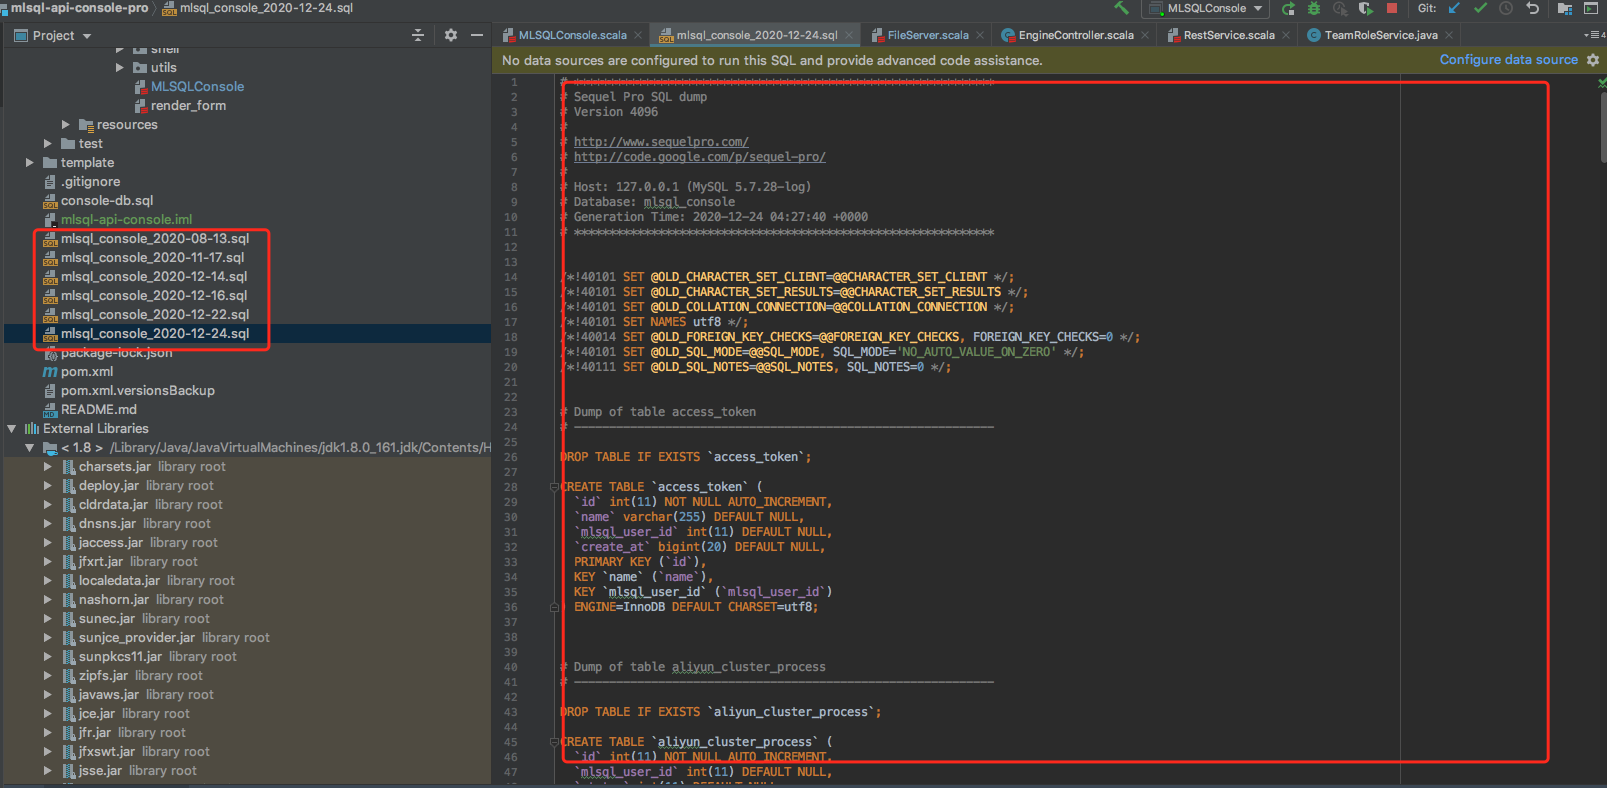 mlsql-api-console-pro
mlsql_console_2020-12-24.sql
MLSQLConsole
Git:
Project
MLSQLConsole.scala
mlsql_console_2020-12-24.sql
FileServer.scala
EngineController.scala
RestService.scala
TeamRoleService.java
4
No data sources are configured to run this SQL and provide advanced code assistance.
Configure data source
shell
utils
MLSQLConsole
render_form
resources
test
template
.gitignore
console-db.sql
mlsql-api-console.iml
mlsql_console_2020-08-13.sql
mlsql_console_2020-11-17.sql
mlsql_console_2020-12-14.sql
mlsql_console_2020-12-16.sql
mlsql_console_2020-12-22.sql
mlsql_console_2020-12-24.sql
package-lock.json
pom.xml
pom.xml.versionsBackup
README.md
External Libraries
< 1.8 > /Library/Java/JavaVirtualMachines/jdk1.8.0_161.jdk/Contents/H
charsets.jar library root
deploy.jar library root
cldrdata.jar library root
dnsns.jar library root
jaccess.jar library root
jfxrt.jar library root
localedata.jar library root
nashorn.jar library root
sunec.jar library root
sunjce_provider.jar library root
sunpkcs11.jar library root
zipfs.jar library root
javaws.jar library root
jce.jar library root
jfr.jar library root
jfxswt.jar library root
jsse.jar library root
1 # ************************************************************
2 # Sequel Pro SQL dump
3 # Version 4096
4 #
5 # http://www.sequelpro.com/
6 # http://code.google.com/p/sequel-pro/
7 #
8 # Host: 127.0.0.1 (MySQL 5.7.28-log)
9 # Database: mlsql_console
10 # Generation Time: 2020-12-24 04:27:40 +0000
11 # ************************************************************
12
13
14 /*!40101 SET @OLD_CHARACTER_SET_CLIENT=@@CHARACTER_SET_CLIENT */;
15 /*!40101 SET @OLD_CHARACTER_SET_RESULTS=@@CHARACTER_SET_RESULTS */;
16 /*!40101 SET @OLD_COLLATION_CONNECTION=@@COLLATION_CONNECTION */;
17 /*!40101 SET NAMES utf8 */;
18 /*!40014 SET @OLD_FOREIGN_KEY_CHECKS=@@FOREIGN_KEY_CHECKS, FOREIGN_KEY_CHECKS=0 */;
19 /*!40101 SET @OLD_SQL_MODE=@@SQL_MODE, SQL_MODE='NO_AUTO_VALUE_ON_ZERO' */;
20 /*!40111 SET @OLD_SQL_NOTES=@@SQL_NOTES, SQL_NOTES=0 */;
21
22
23 # Dump of table access_token
24 # ------------------------------------------------------------
25
26 DROP TABLE IF EXISTS `access_token`;
27
28 CREATE TABLE `access_token` (
29 `id` int(11) NOT NULL AUTO_INCREMENT,
30 `name` varchar(255) DEFAULT NULL,
31 `mlsql_user_id` int(11) DEFAULT NULL,
32 `create_at` bigint(20) DEFAULT NULL,
33 PRIMARY KEY (`id`),
34 KEY `name` (`name`),
35 KEY `mlsql_user_id` (`mlsql_user_id`)
36 ) ENGINE=InnoDB DEFAULT CHARSET=utf8;
37
38
39
40 # Dump of table aliyun_cluster_process
41 # ------------------------------------------------------------
42
43 DROP TABLE IF EXISTS `aliyun_cluster_process`;
44
45 CREATE TABLE `aliyun_cluster_process` (
46 `id` int(11) NOT NULL AUTO_INCREMENT,
47 `mlsql_user_id` int(11) DEFAULT NULL,